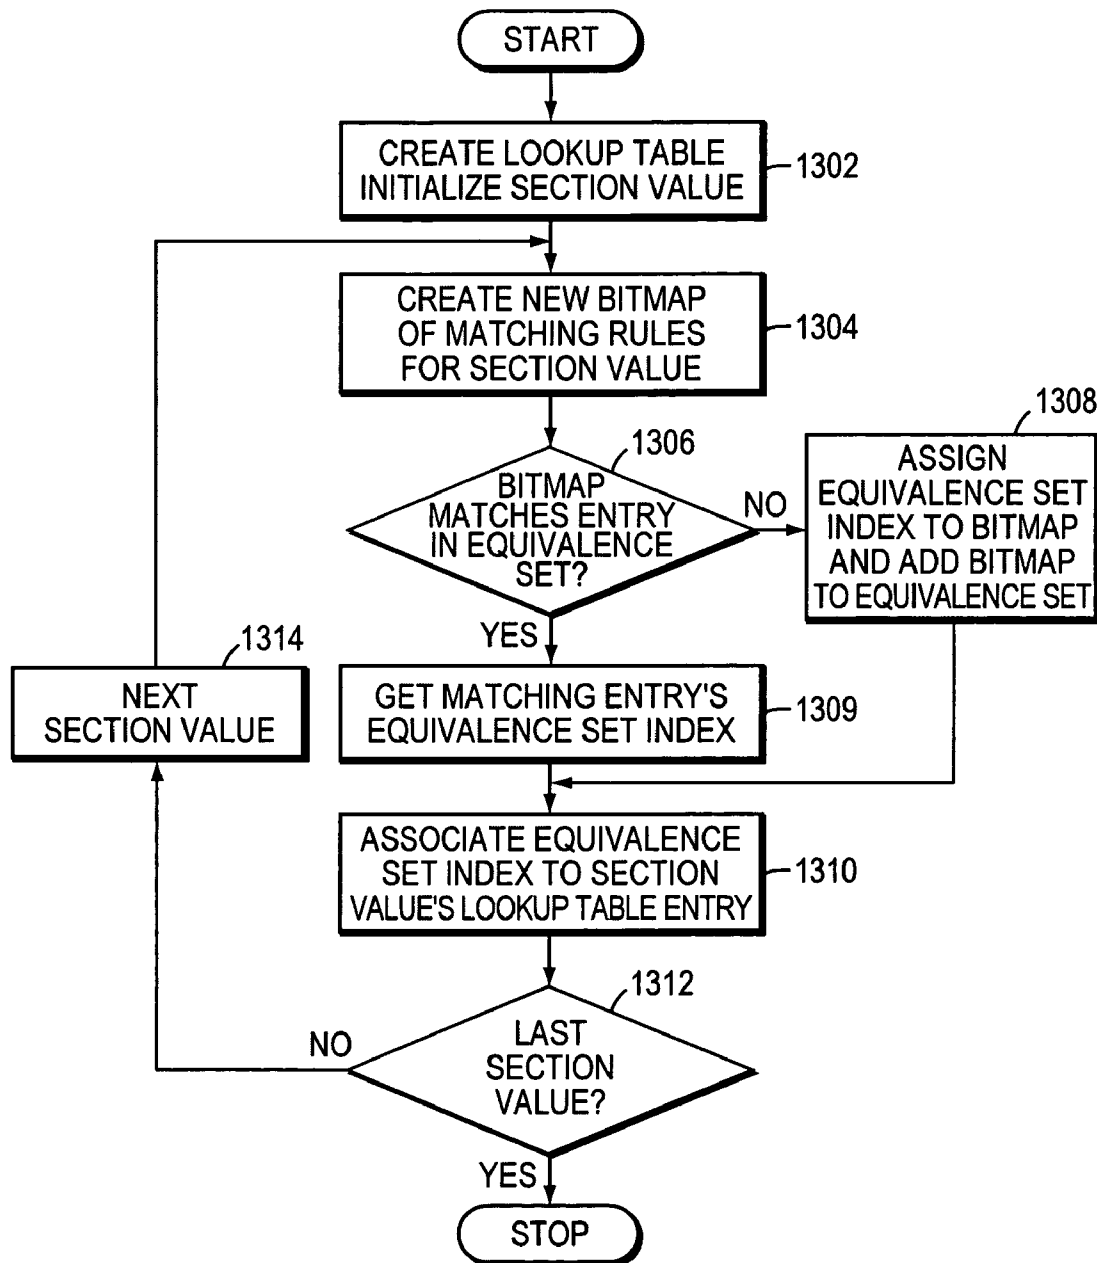 START
CREATE LOOKUP TABLE
INITIALIZE SECTION VALUE
1302
CREATE NEW BITMAP
OF MATCHING RULES
FOR SECTION VALUE
1304
1306
BITMAP
MATCHES ENTRY
IN EQUIVALENCE
SET?
NO
1308
ASSIGN
EQUIVALENCE SET
INDEX TO BITMAP
AND ADD BITMAP
TO EQUIVALENCE SET
YES
GET MATCHING ENTRY'S
EQUIVALENCE SET INDEX
1309
1314
NEXT
SECTION VALUE
ASSOCIATE EQUIVALENCE
SET INDEX TO SECTION
VALUE'S LOOKUP TABLE ENTRY
1310
1312
LAST
SECTION
VALUE?
NO
YES
STOP